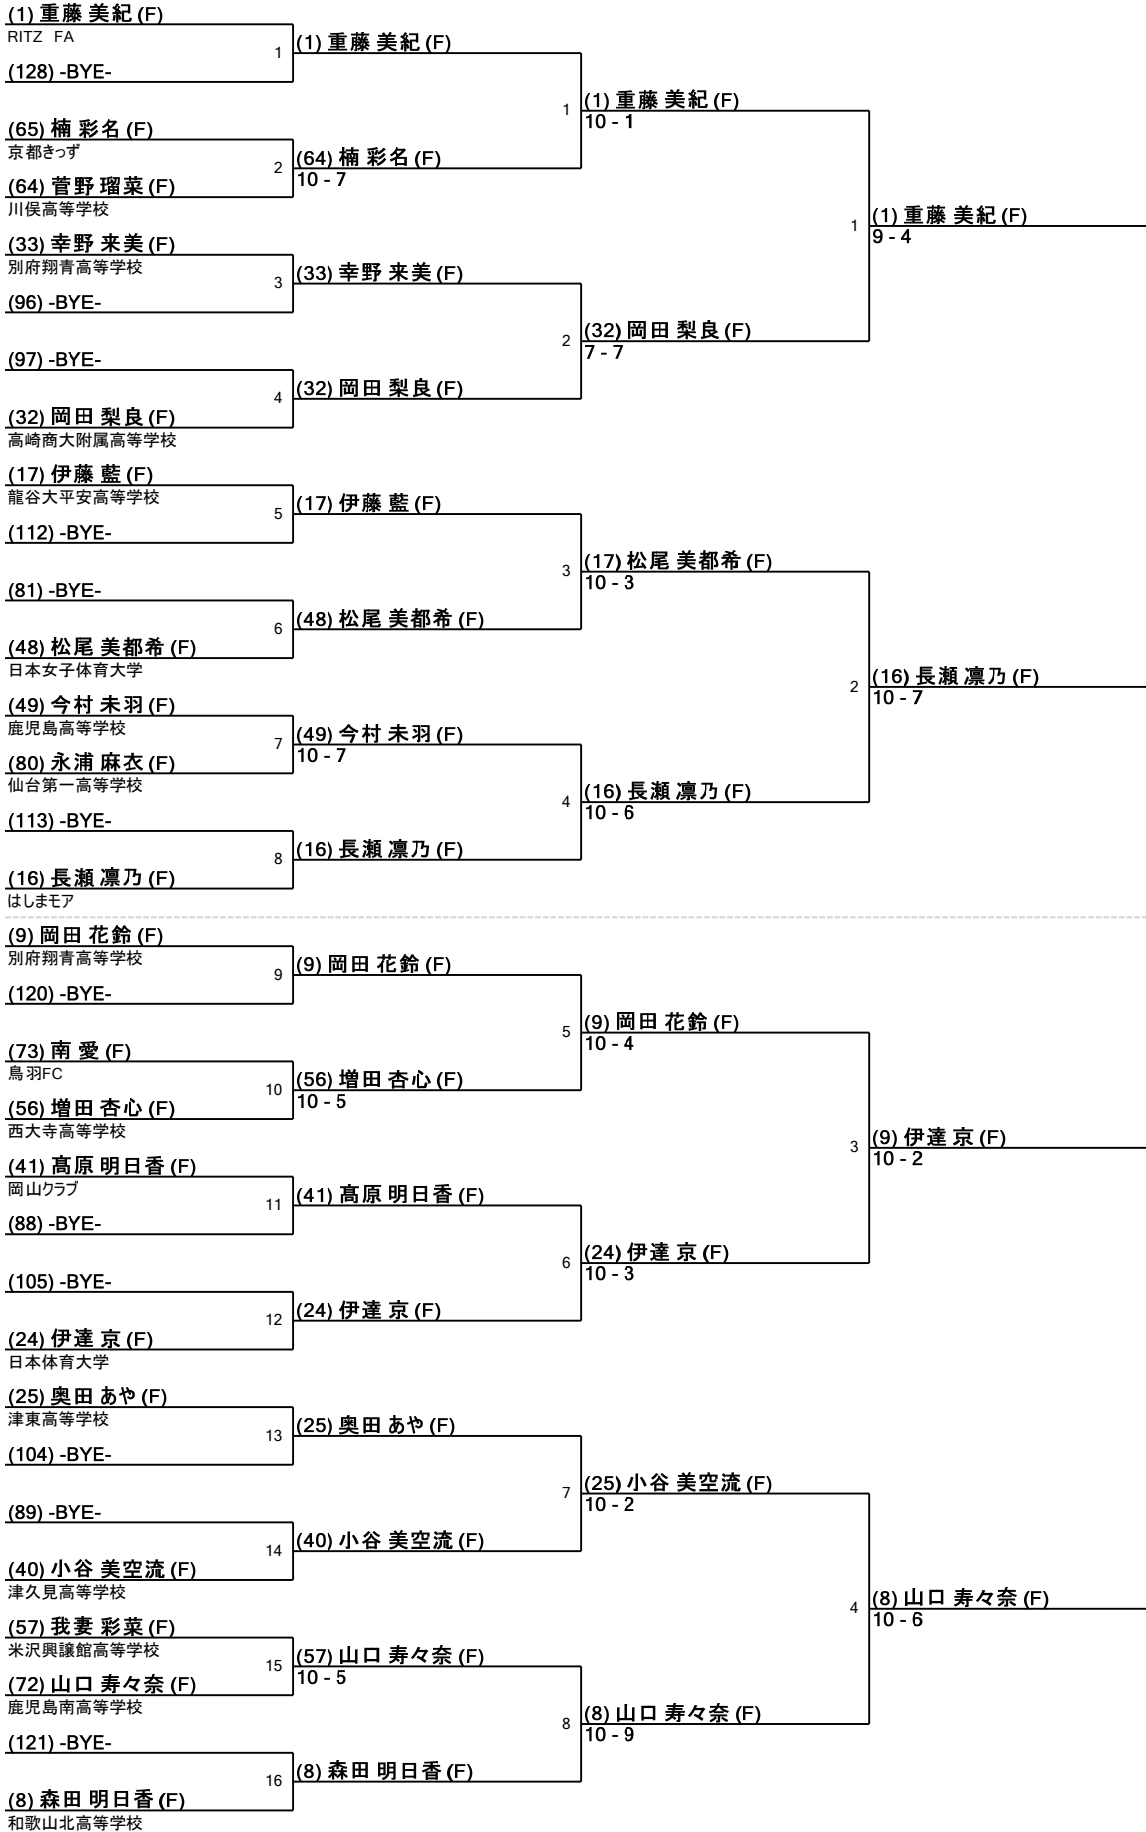 (1) 重藤 美紀 (F)
RITZ FA
1
(128) -BYE-
(65) 楠 彩名 (F)
京都きっず
2
(64) 菅野 瑠菜 (F)
川俣高等学校
(33) 幸野 来美 (F)
別府翔青高等学校
3
(96) -BYE-
(97) -BYE-
4
(32) 岡田 梨良 (F)
高崎商大附属高等学校
(17) 伊藤 藍 (F)
龍谷大平安高等学校
5
(112) -BYE-
(81) -BYE-
6
(48) 松尾 美都希 (F)
日本女子体育大学
(49) 今村 未羽 (F)
鹿児島高等学校
7
(80) 永浦 麻衣 (F)
仙台第一高等学校
(113) -BYE-
8
(16) 長瀬 凛乃 (F)
はしまモア
(9) 岡田 花鈴 (F)
別府翔青高等学校
9
(120) -BYE-
(73) 南 愛 (F)
鳥羽FC
10
(56) 増田 杏心 (F)
西大寺高等学校
(41) 髙原 明日香 (F)
岡山クラブ
11
(88) -BYE-
(105) -BYE-
12
(24) 伊達 京 (F)
日本体育大学
(25) 奥田 あや (F)
津東高等学校
13
(104) -BYE-
(89) -BYE-
14
(40) 小谷 美空流 (F)
津久見高等学校
(57) 我妻 彩菜 (F)
米沢興譲館高等学校
15
(72) 山口 寿々奈 (F)
鹿児島南高等学校
(121) -BYE-
16
(8) 森田 明日香 (F)
和歌山北高等学校
(1) 重藤 美紀 (F)
1
(64) 楠 彩名 (F)
10 - 7
(33) 幸野 来美 (F)
2
(32) 岡田 梨良 (F)
(17) 伊藤 藍 (F)
3
(48) 松尾 美都希 (F)
(49) 今村 未羽 (F)
10 - 7
4
(16) 長瀬 凛乃 (F)
(9) 岡田 花鈴 (F)
5
(56) 増田 杏心 (F)
10 - 5
(41) 髙原 明日香 (F)
6
(24) 伊達 京 (F)
(25) 奥田 あや (F)
7
(40) 小谷 美空流 (F)
(57) 山口 寿々奈 (F)
10 - 5
8
(8) 森田 明日香 (F)
(1) 重藤 美紀 (F)
10 - 1
1
(32) 岡田 梨良 (F)
7 - 7
(17) 松尾 美都希 (F)
10 - 3
2
(16) 長瀬 凛乃 (F)
10 - 6
(9) 岡田 花鈴 (F)
10 - 4
3
(24) 伊達 京 (F)
10 - 3
(25) 小谷 美空流 (F)
10 - 2
4
(8) 山口 寿々奈 (F)
10 - 9
(1) 重藤 美紀 (F)
9 - 4
(16) 長瀬 凛乃 (F)
10 - 7
(9) 伊達 京 (F)
10 - 2
(8) 山口 寿々奈 (F)
10 - 6